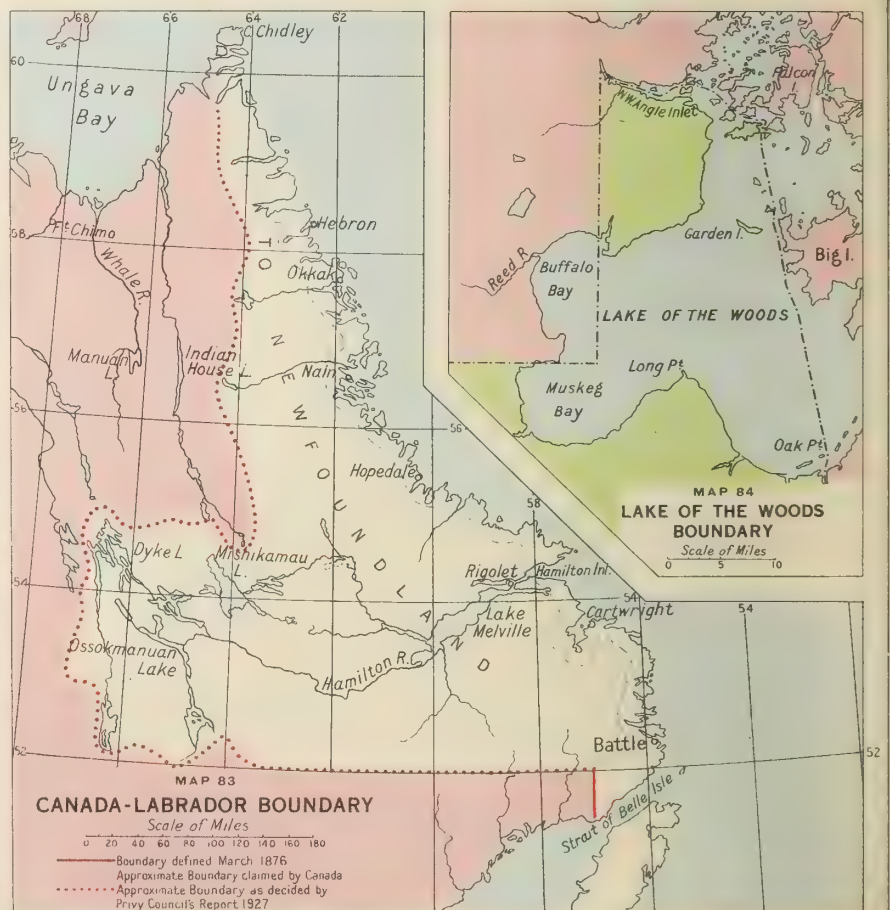 68
66
64
62
C. Chidley
60
Ungava
Bay
58
Ft Chimo
Whale R.
Hebron
TO NEWFOUNDLAND
Okkak
Manuan
L.
Indian
House L.
Nain
56
56
Hopedale
58
Dyke L.
Mishikamau
L.
54
Rigolet
Hamilton Inl.
54
54
Lake
Melville
Cartwright
Ossokmanuan
Lake
Hamilton R.
Battle
52
52
Strait of Belle Isle
MAP 83
CANADA-LABRADOR BOUNDARY
Scale of Miles
0 20 40 60 80 100 120 140 160 180
Boundary defined March 1876
Approximate Boundary claimed by Canada
Approximate Boundary as decided by
Privy Council's Report 1927
Falcon
I.
N.W. Angle Inlet
Garden I.
Big I.
Reed R.
Buffalo
Bay
LAKE OF THE WOODS
Long Pt.
Muskeg
Bay
Oak Pt.
MAP 84
LAKE OF THE WOODS
BOUNDARY
Scale of Miles
0 5 10